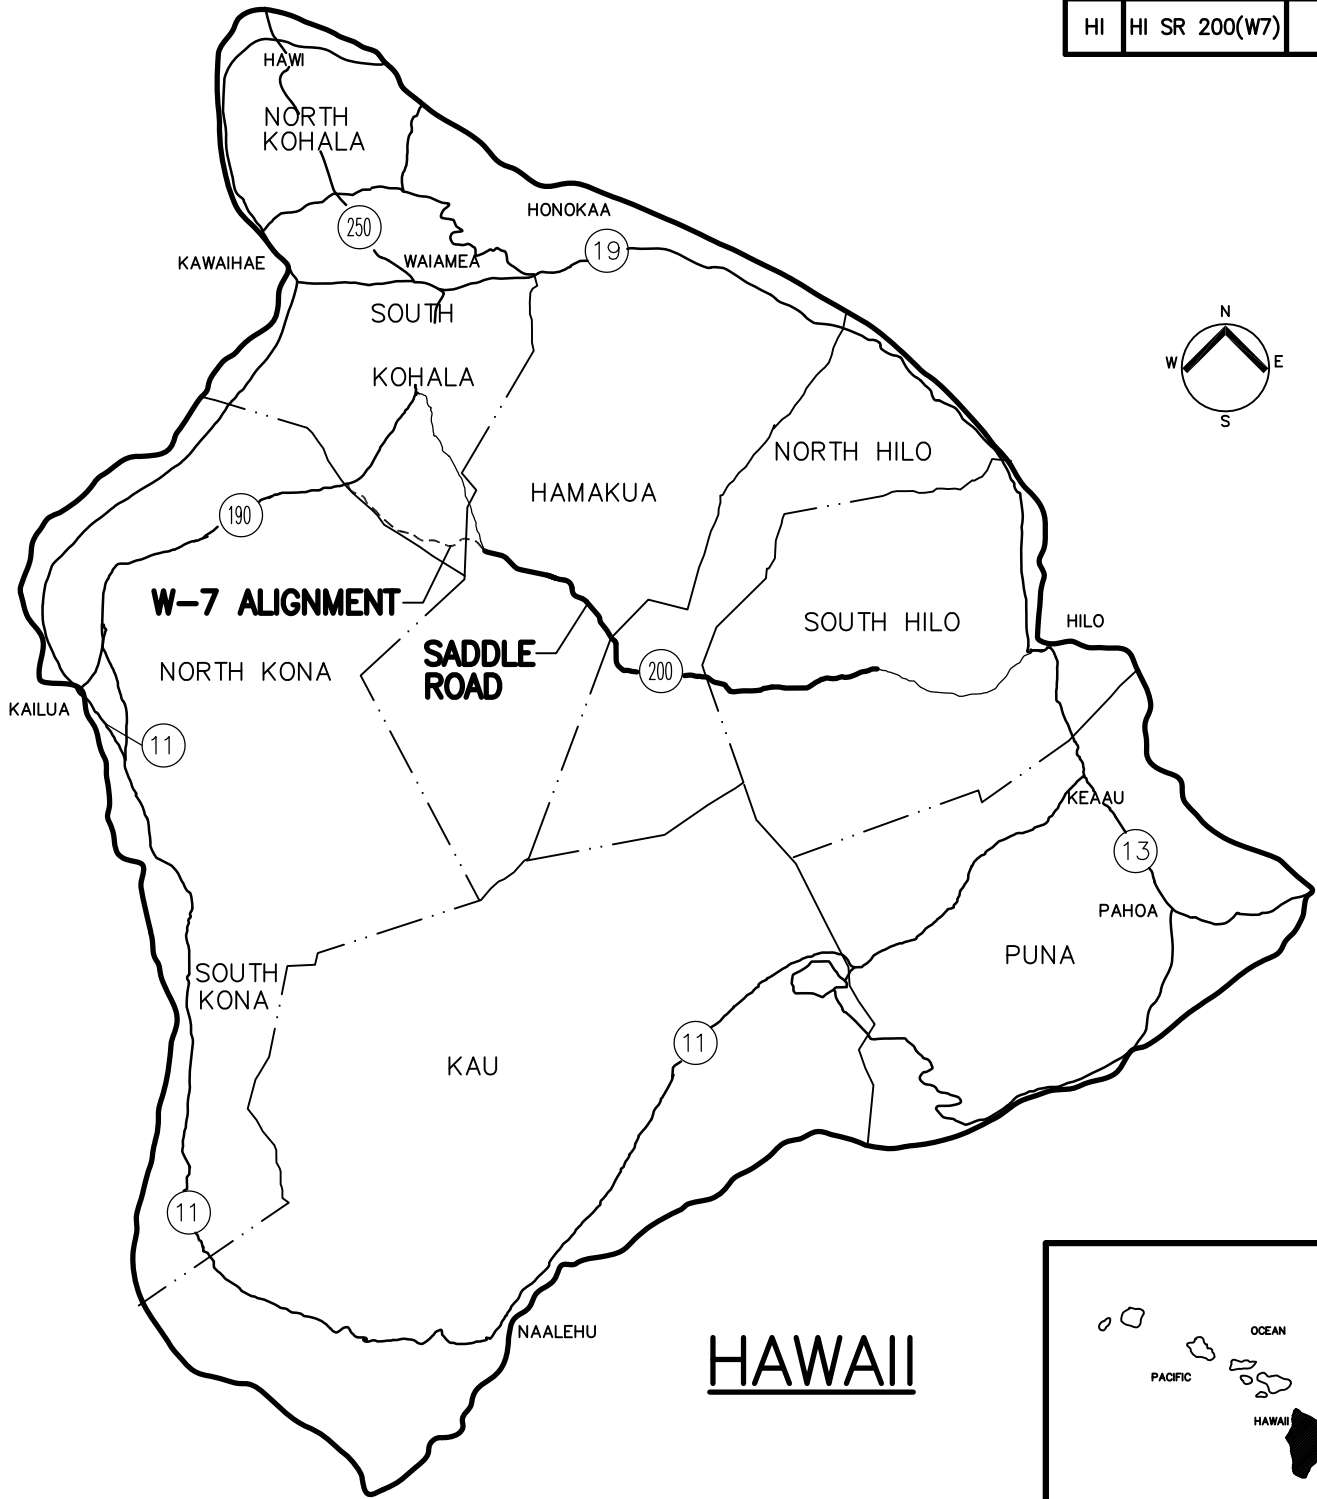 HI HI SR 200(W7)
HAWI
NORTH
KOHALA
HONOKAA
250
19
KAWAIHAE
WAIAMEA
SOUTH
KOHALA
N
W E
S
NORTH HILO
HAMAKUA
190
W-7 ALIGNMENT
SOUTH HILO
HILO
SADDLE
ROAD
200
NORTH KONA
KAILUA
11
KEAAU
13
PAHOA
PUNA
SOUTH
KONA
11
KAU
11
NAALEHU
HAWAII
OCEAN
PACIFIC
HAWAII